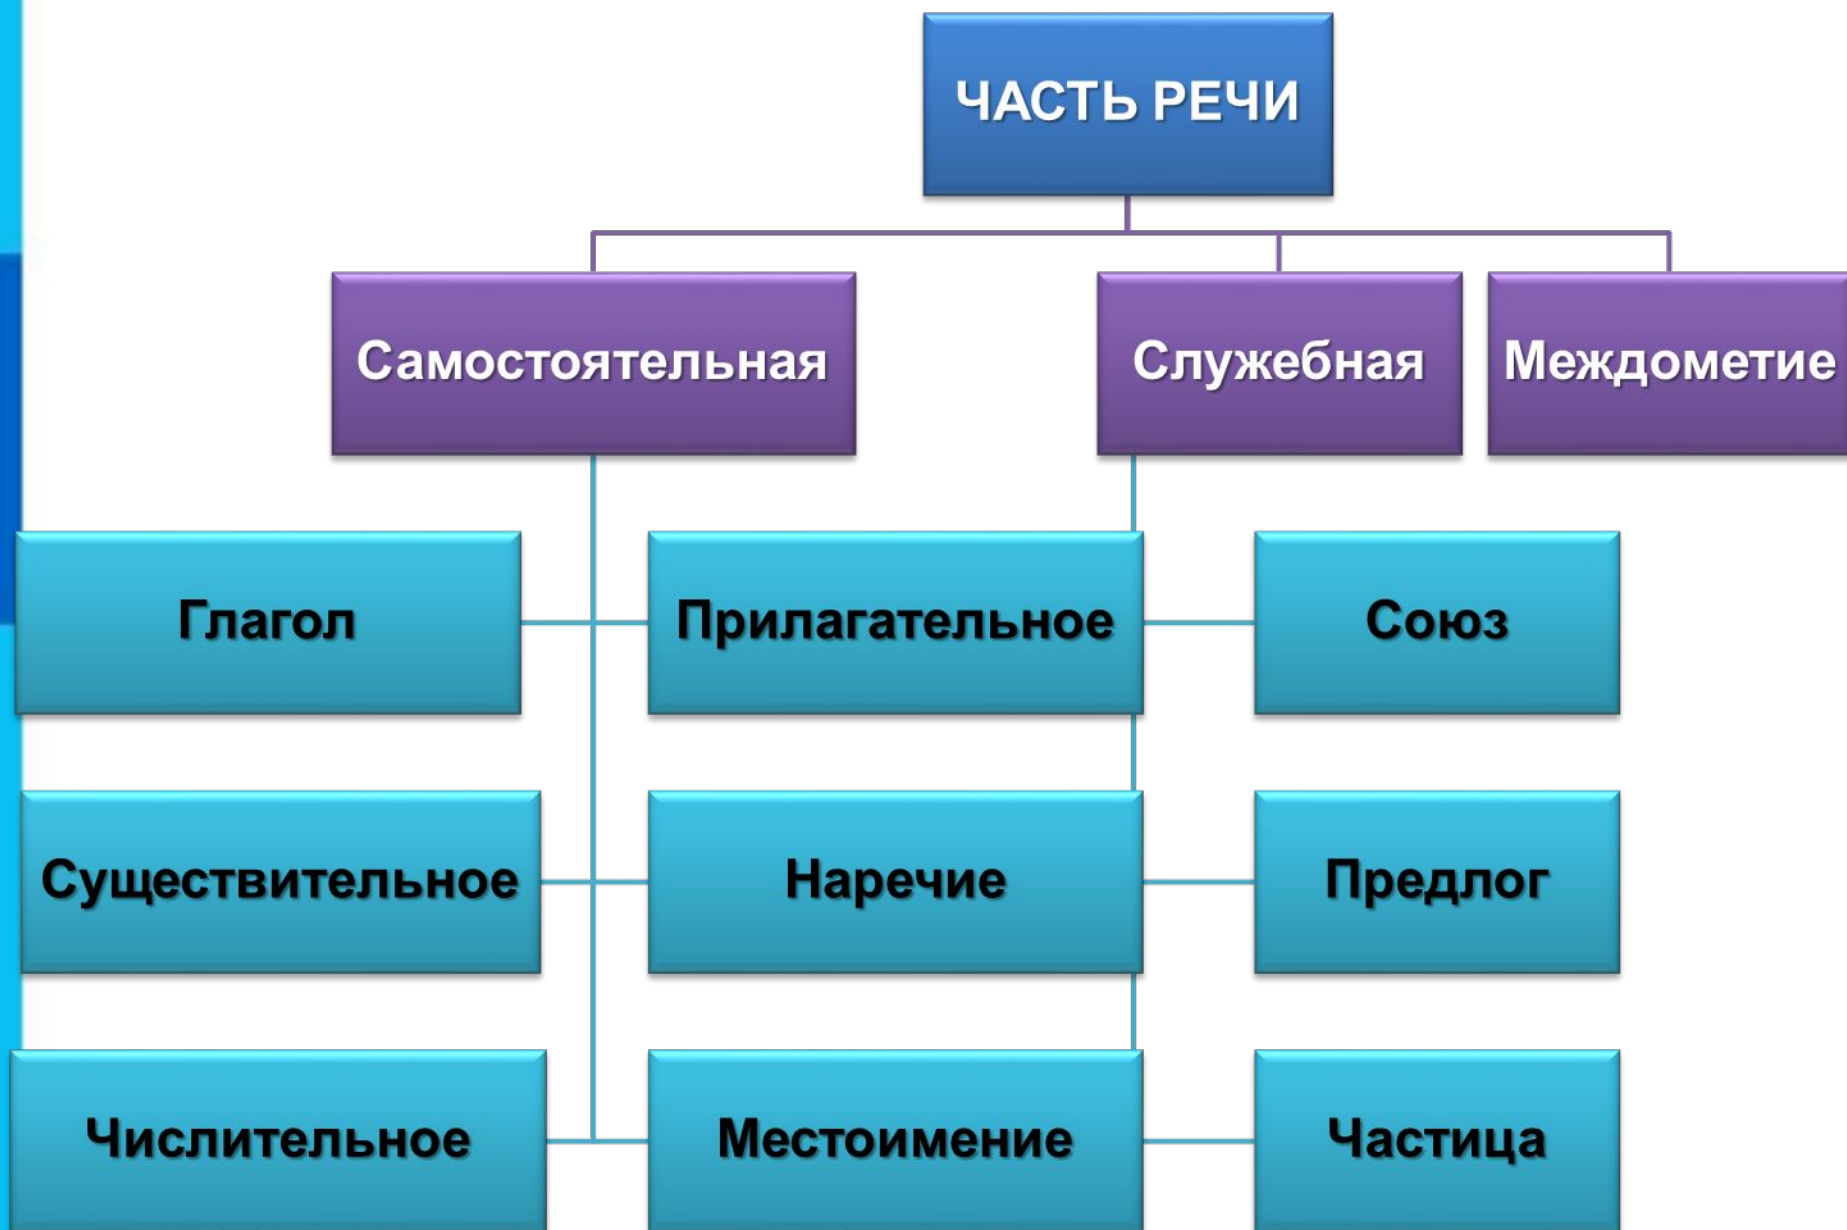 ЧАСТЬ РЕЧИ
Самостоятельная
Служебная
Междометие
Глагол
Прилагательное
Союз
Существительное
Наречие
Предлог
Числительное
Местоимение
Частица